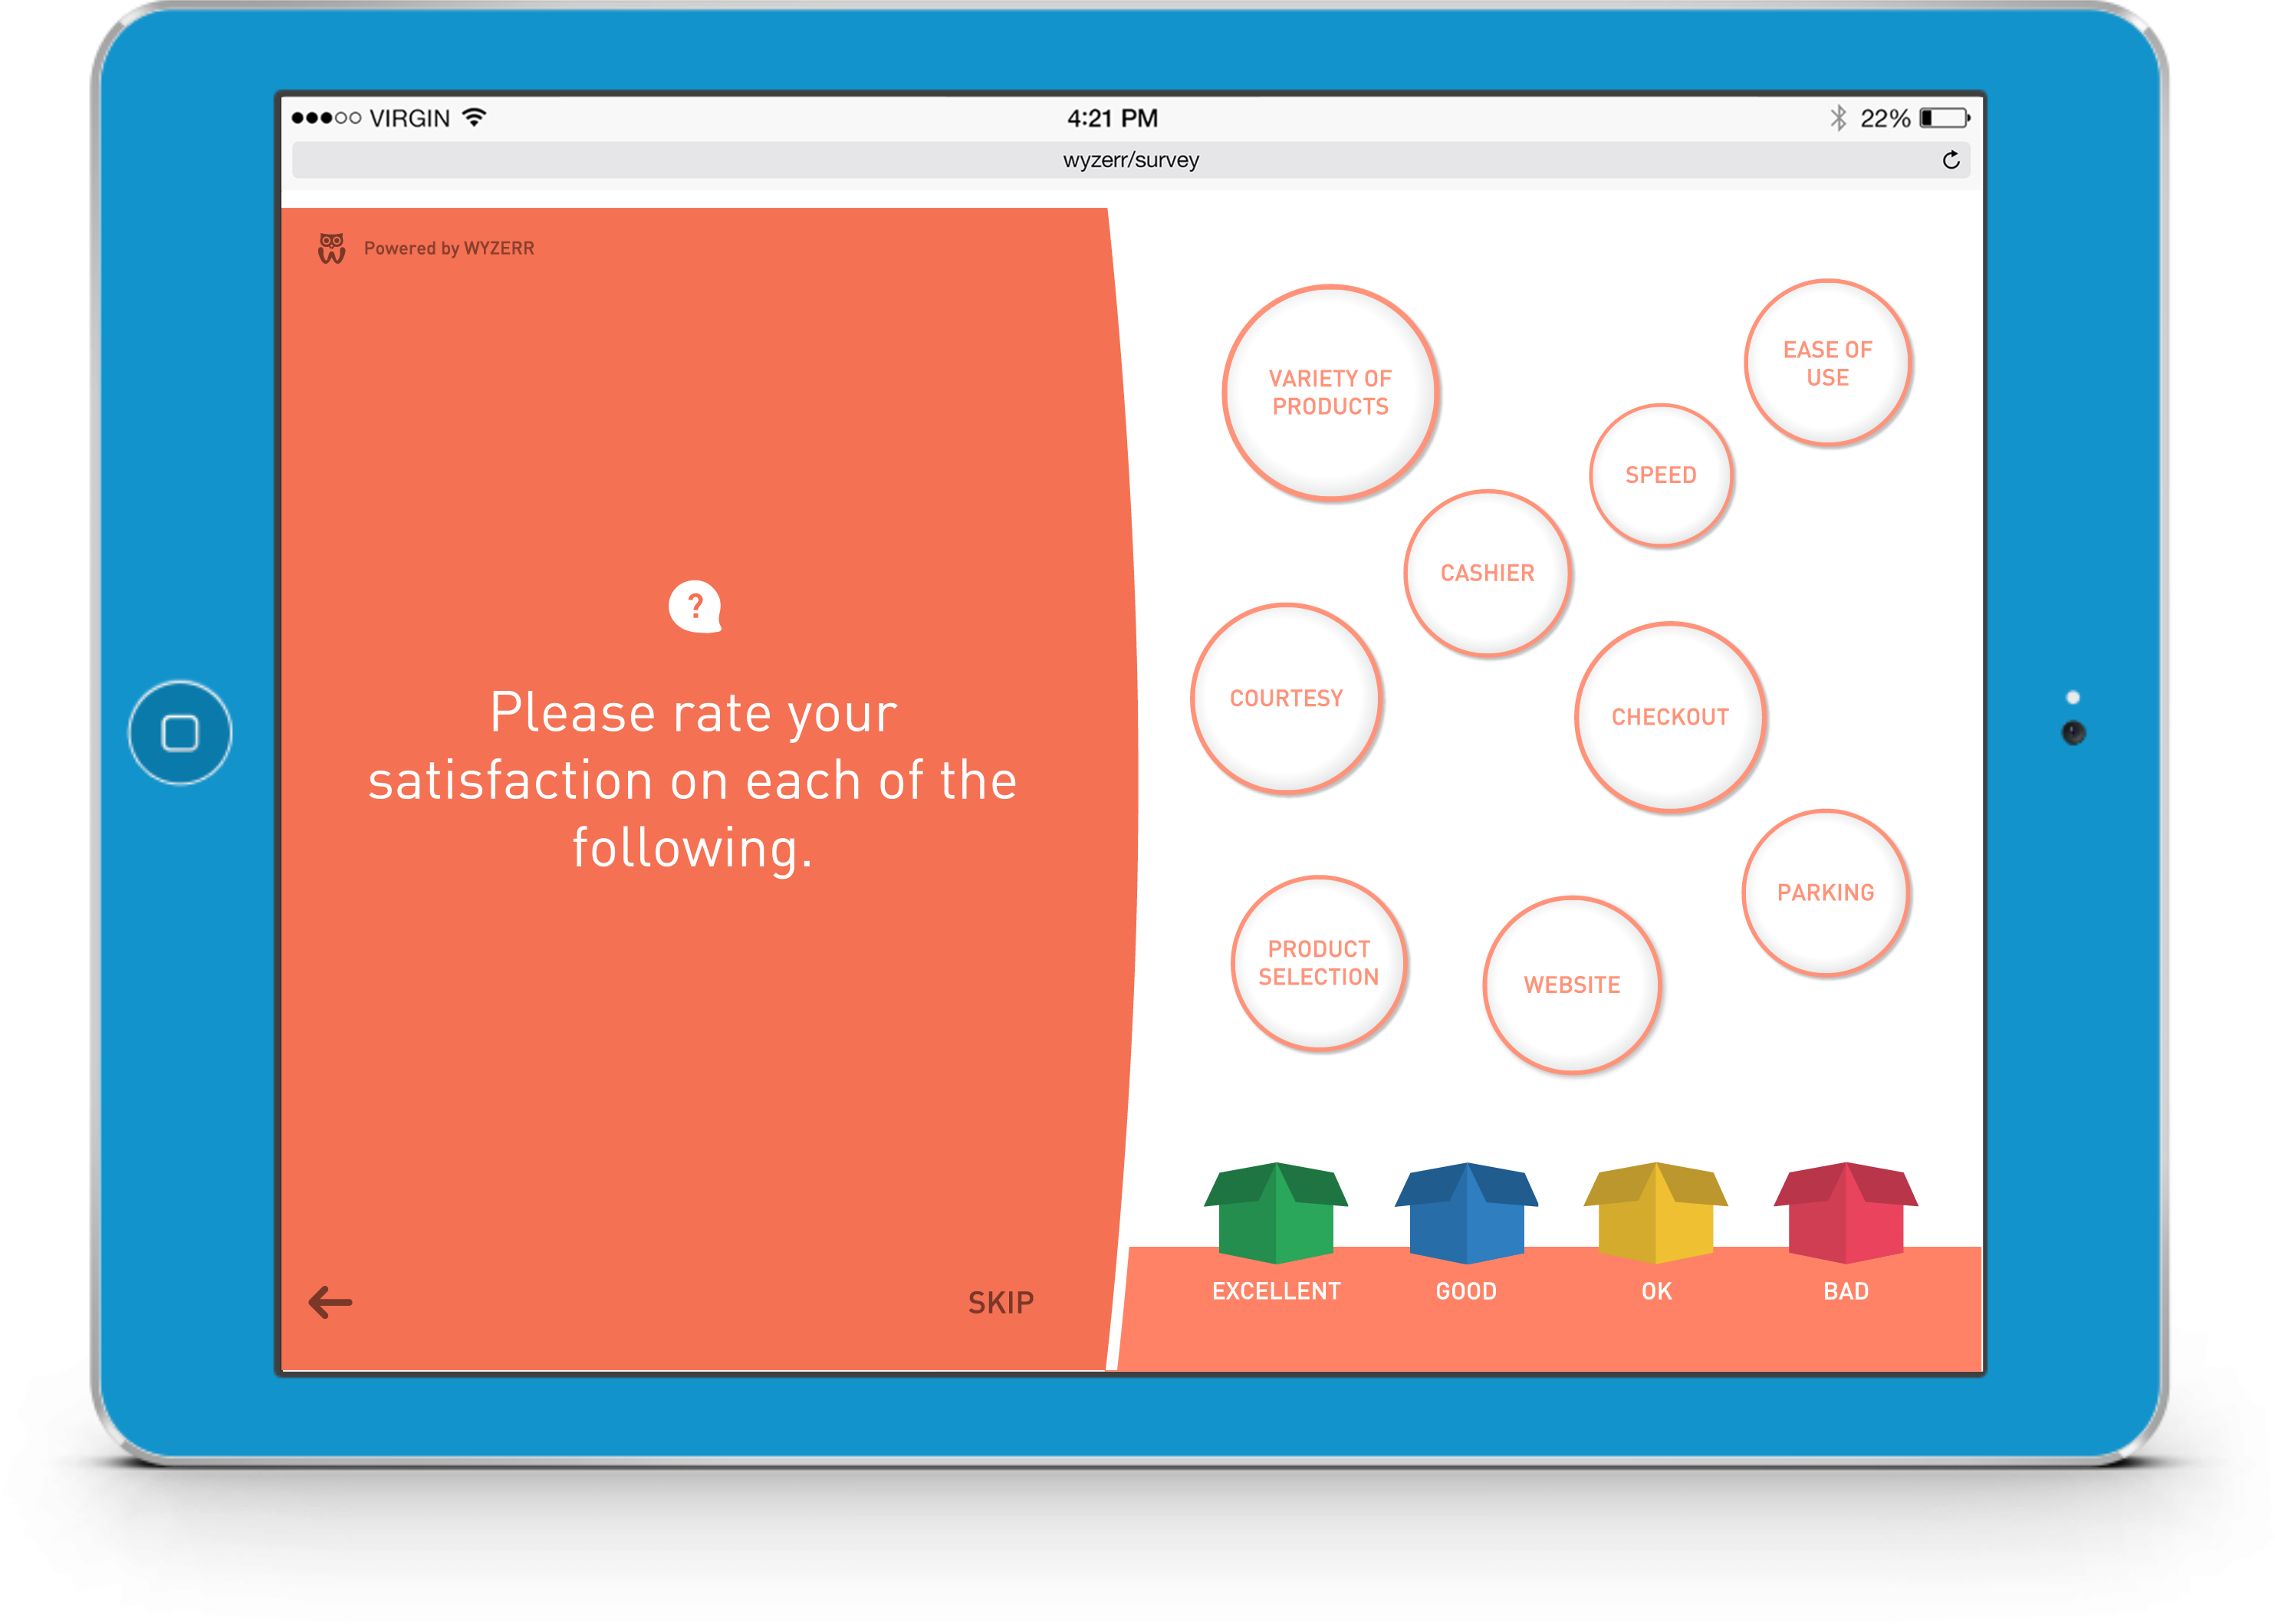 VIRGIN
4:21 PM
22%
wyzerr/survey
Powered by WYZERR
?
Please rate your
satisfaction on each of the
following.
SKIP
VARIETY OF
PRODUCTS
EASE OF
USE
SPEED
CASHIER
COURTESY
CHECKOUT
PARKING
PRODUCT
SELECTION
WEBSITE
EXCELLENT
GOOD
OK
BAD